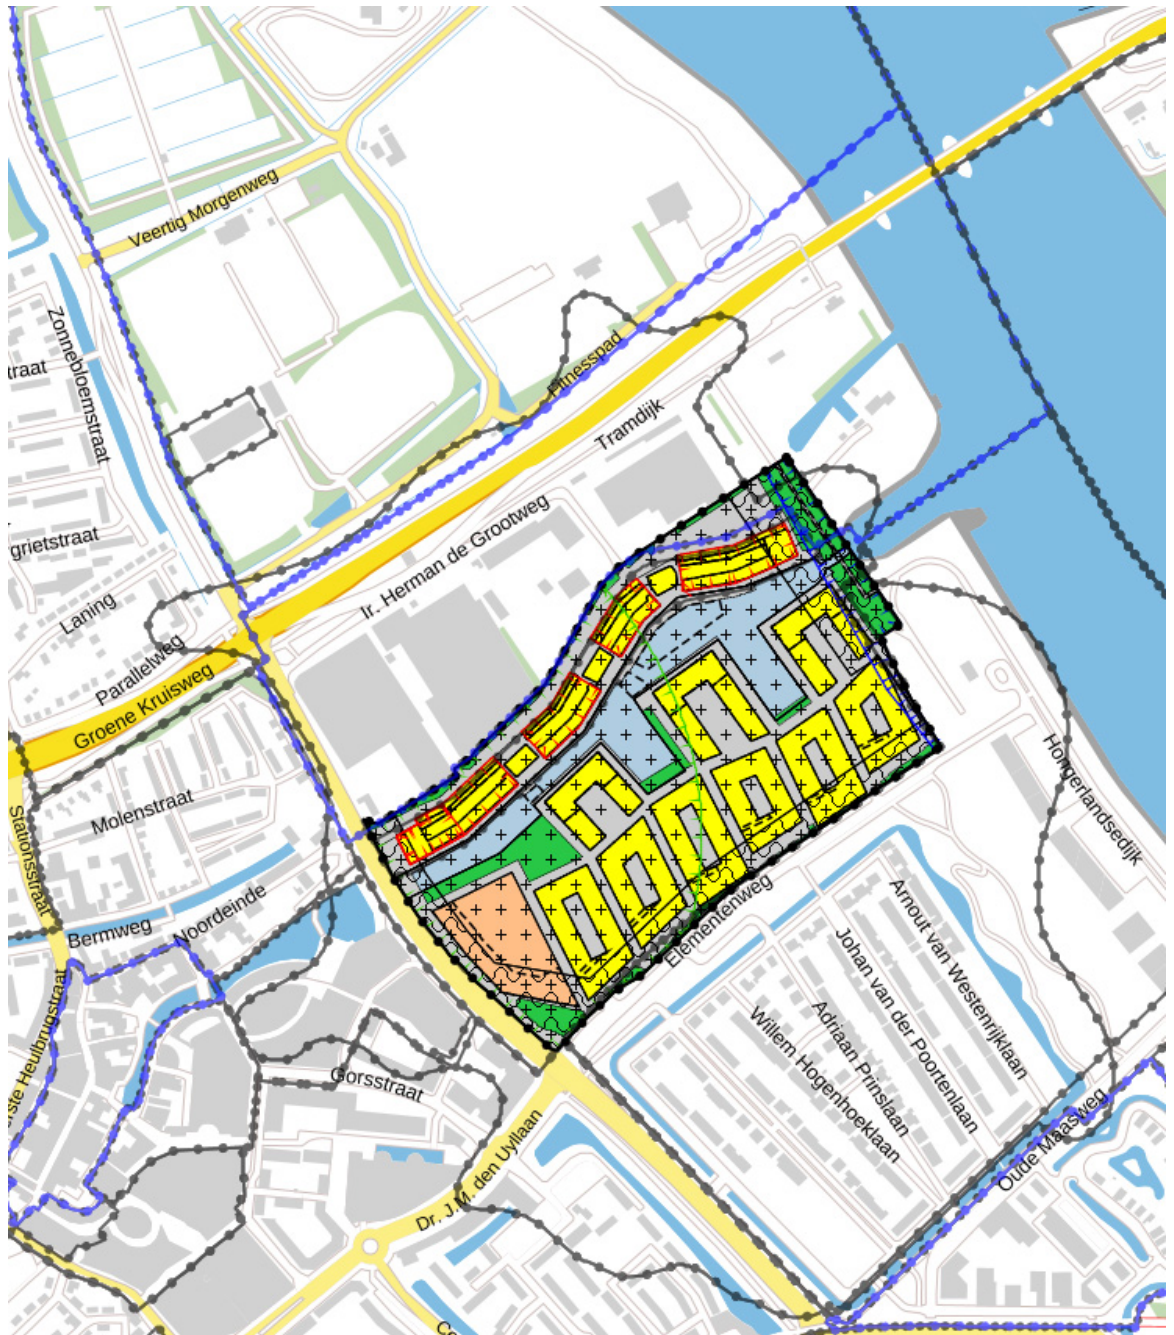 Veertig Morgenweg
Zonnebloemstraat
traat
Fitnesspad
Tramdijk
grietstraat
Ir. Herman de Grootweg
Laning
Parallelweg
Groene Kruisweg
Molenstraat
Stationsstraat
Hongerlandsedijk
Noordeinde
Bermweg
Elementenweg
Arnout van Westenrijklaan
Johan van der Poortenlaan
Adriaan Prinslaan
Willem Hogenhoeklaan
erste Heulbrugstraat
Gorsstraat
Oude Maasweg
Dr. J.M. den Uyllaan